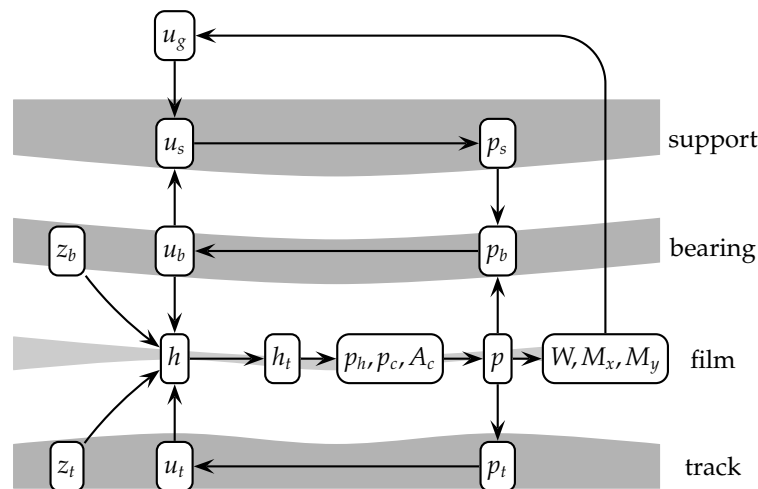 u_g
u_s p_s support
z_b u_b p_b bearing
h h_t p_h, p_c, A_c p W, M_x, M_y film
z_t u_t p_t track